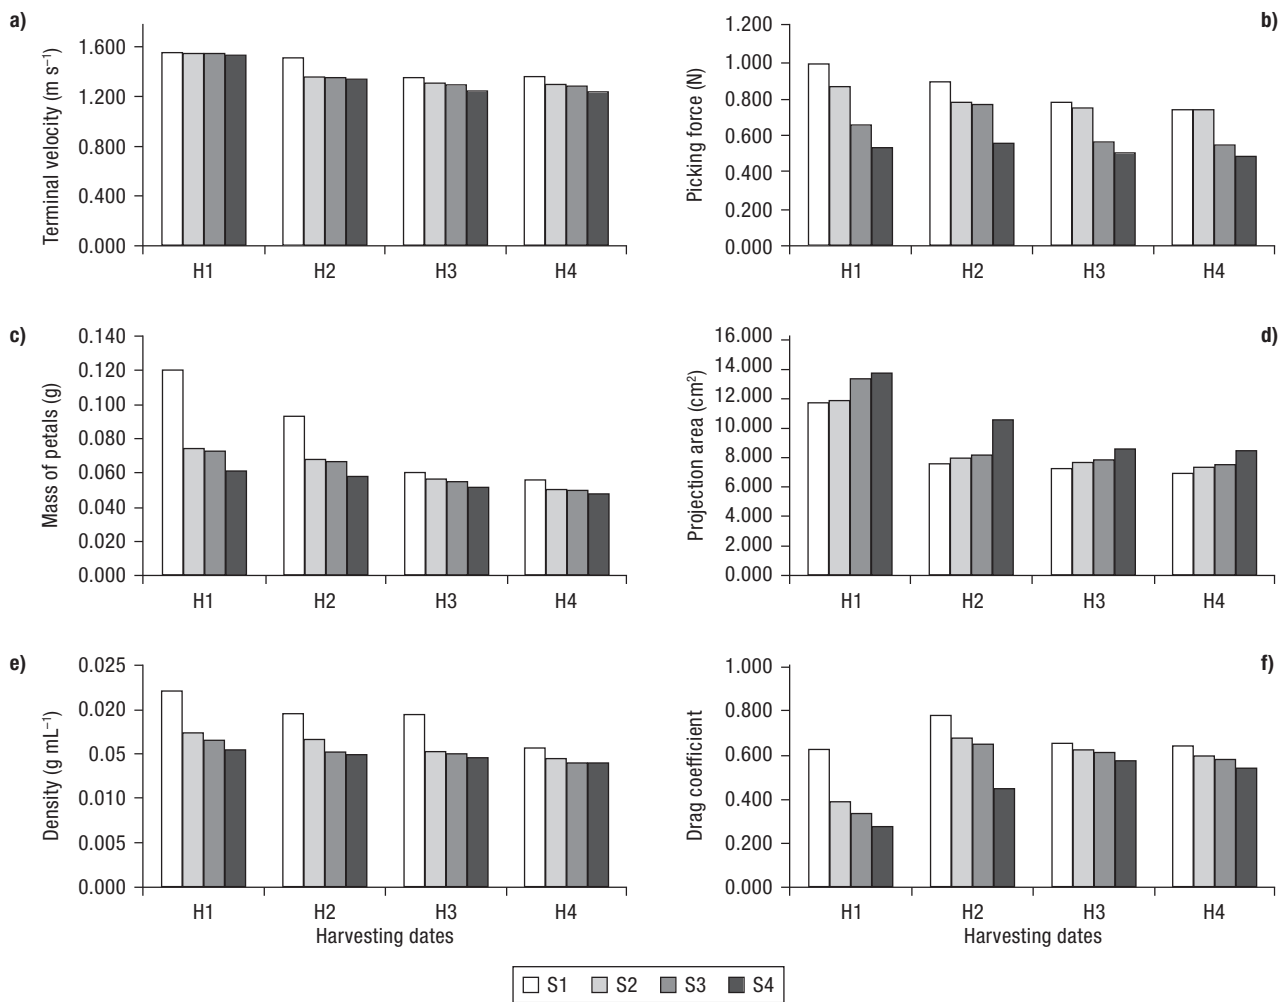 a)
Terminal velocity (m s⁻¹)
1.600
1.200
0.800
0.400
0.000
H1 H2 H3 H4
b)
Picking force (N)
1.200
1.000
0.800
0.600
0.400
0.200
0.000
H1 H2 H3 H4
c)
Mass of petals (g)
0.140
0.120
0.100
0.080
0.060
0.040
0.020
0.000
H1 H2 H3 H4
d)
Projection area (cm²)
16.000
14.000
12.000
10.000
8.000
6.000
4.000
2.000
0.000
H1 H2 H3 H4
e)
Density (g mL⁻¹)
0.025
0.020
0.05
0.010
0.005
0.000
H1 H2 H3 H4
Harvesting dates
f)
Drag coefficient
1.000
0.800
0.600
0.400
0.200
0.000
H1 H2 H3 H4
Harvesting dates
S1 S2 S3 S4